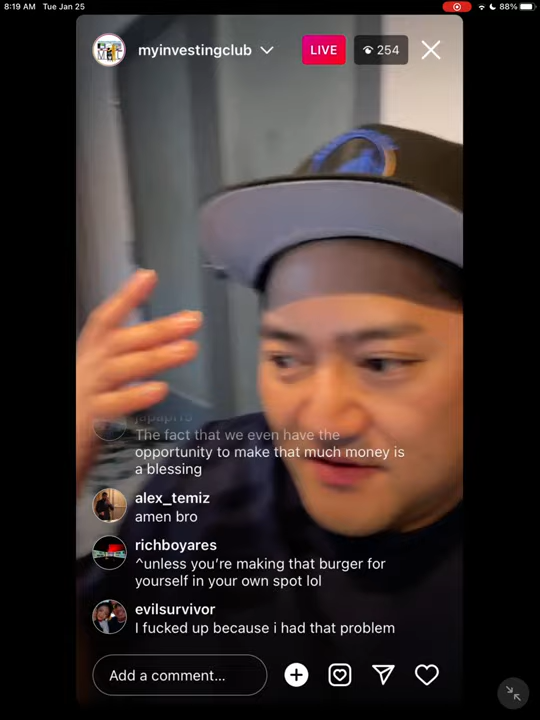 8:19 AM Tue Jan 25
88%
myinvestingclub
LIVE
254
The fact that we even have the
opportunity to make that much money is
a blessing
alex_temiz
amen bro
richboyares
^unless you're making that burger for
yourself in your own spot lol
evilsurvivor
I fucked up because i had that problem
Add a comment...